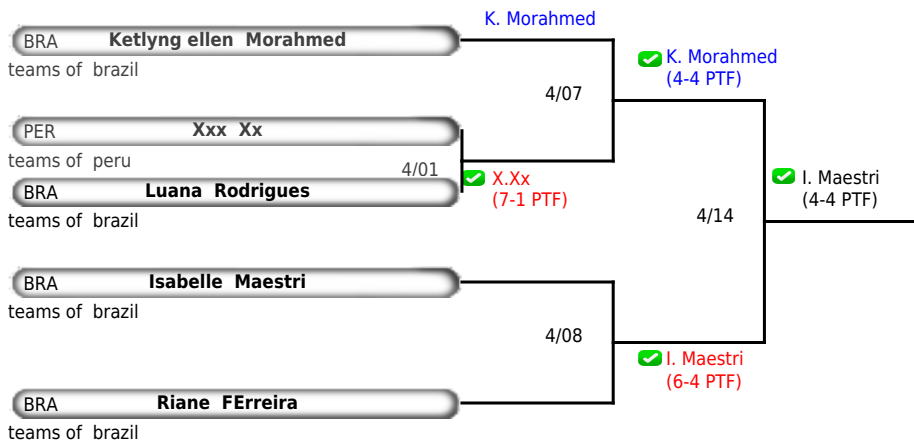 K. Morahmed
BRA Ketlyng ellen Morahmed
teams of brazil
K. Morahmed
(4-4 PTF)
4/07
PER Xxx Xx
teams of peru
4/01
X.Xx
(7-1 PTF)
BRA Luana Rodrigues
teams of brazil
I. Maestri
(4-4 PTF)
4/14
BRA Isabelle Maestri
teams of brazil
4/08
I. Maestri
(6-4 PTF)
BRA Riane FErreira
teams of brazil